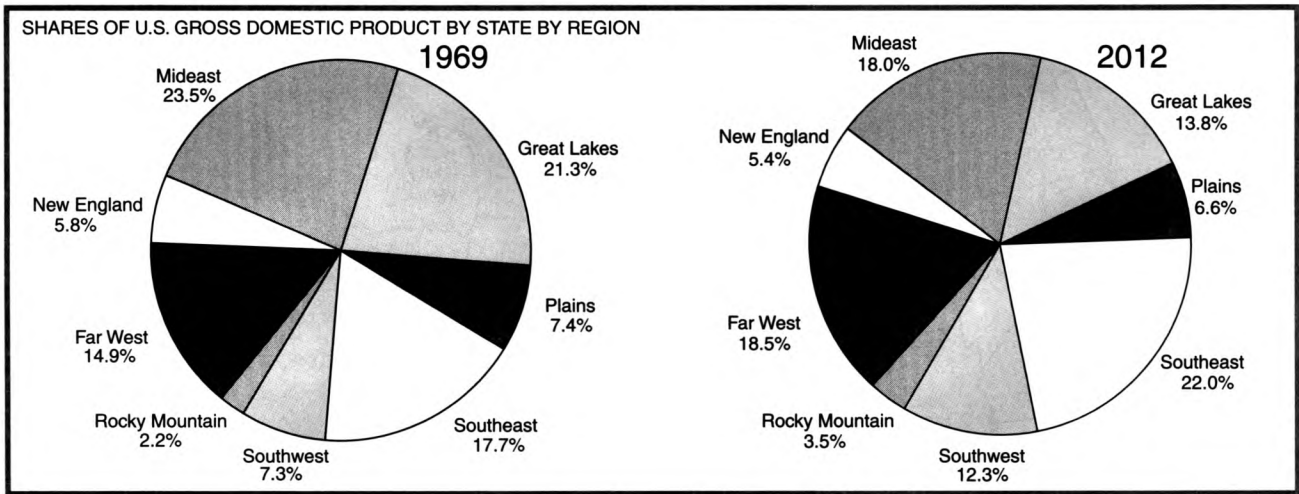 SHARES OF U.S. GROSS DOMESTIC PRODUCT BY STATE BY REGION
1969
Mideast
23.5%
Great Lakes
21.3%
New England
5.8%
Plains
7.4%
Far West
14.9%
Rocky Mountain
2.2%
Southwest
7.3%
Southeast
17.7%
2012
Mideast
18.0%
Great Lakes
13.8%
New England
5.4%
Plains
6.6%
Far West
18.5%
Southeast
22.0%
Rocky Mountain
3.5%
Southwest
12.3%